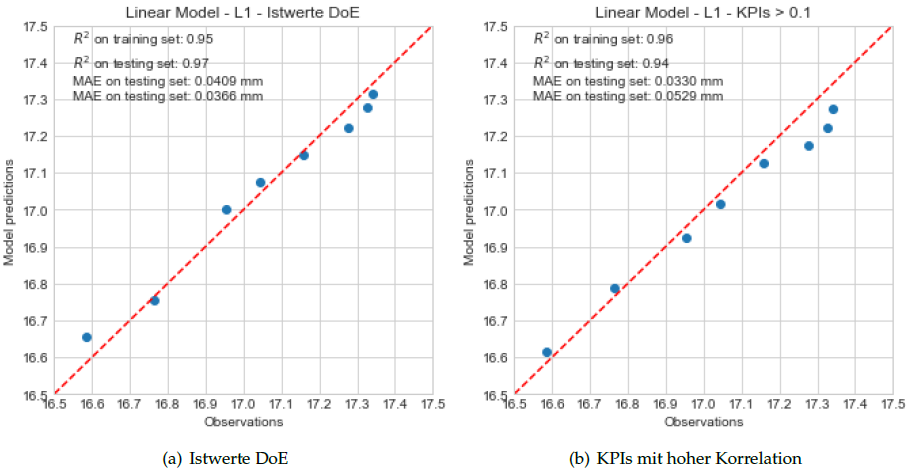 Linear Model - L1 - Istwerte DoE
R² on training set: 0.95
R² on testing set: 0.97
MAE on testing set: 0.0409 mm
MAE on testing set: 0.0366 mm
Model predictions
17.5
17.4
17.3
17.2
17.1
17.0
16.9
16.8
16.7
16.6
16.5
16.5 16.6 16.7 16.8 16.9 17.0 17.1 17.2 17.3 17.4 17.5
Observations
(a) Istwerte DoE
Linear Model - L1 - KPIs > 0.1
R² on training set: 0.96
R² on testing set: 0.94
MAE on testing set: 0.0330 mm
MAE on testing set: 0.0529 mm
Model predictions
17.5
17.4
17.3
17.2
17.1
17.0
16.9
16.8
16.7
16.6
16.5
16.5 16.6 16.7 16.8 16.9 17.0 17.1 17.2 17.3 17.4 17.5
Observations
(b) KPIs mit hoher Korrelation